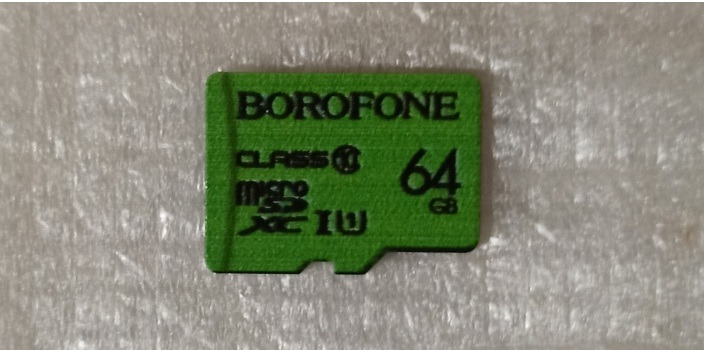 BOROFONE
CLASS 10
64
GB
micro
SD
XC I U1